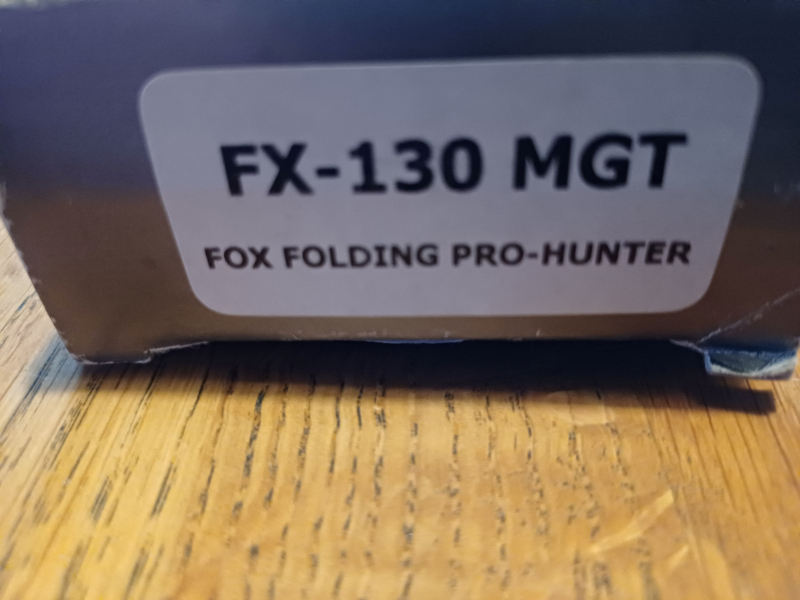 FX-130 MGT
FOX FOLDING PRO-HUNTER